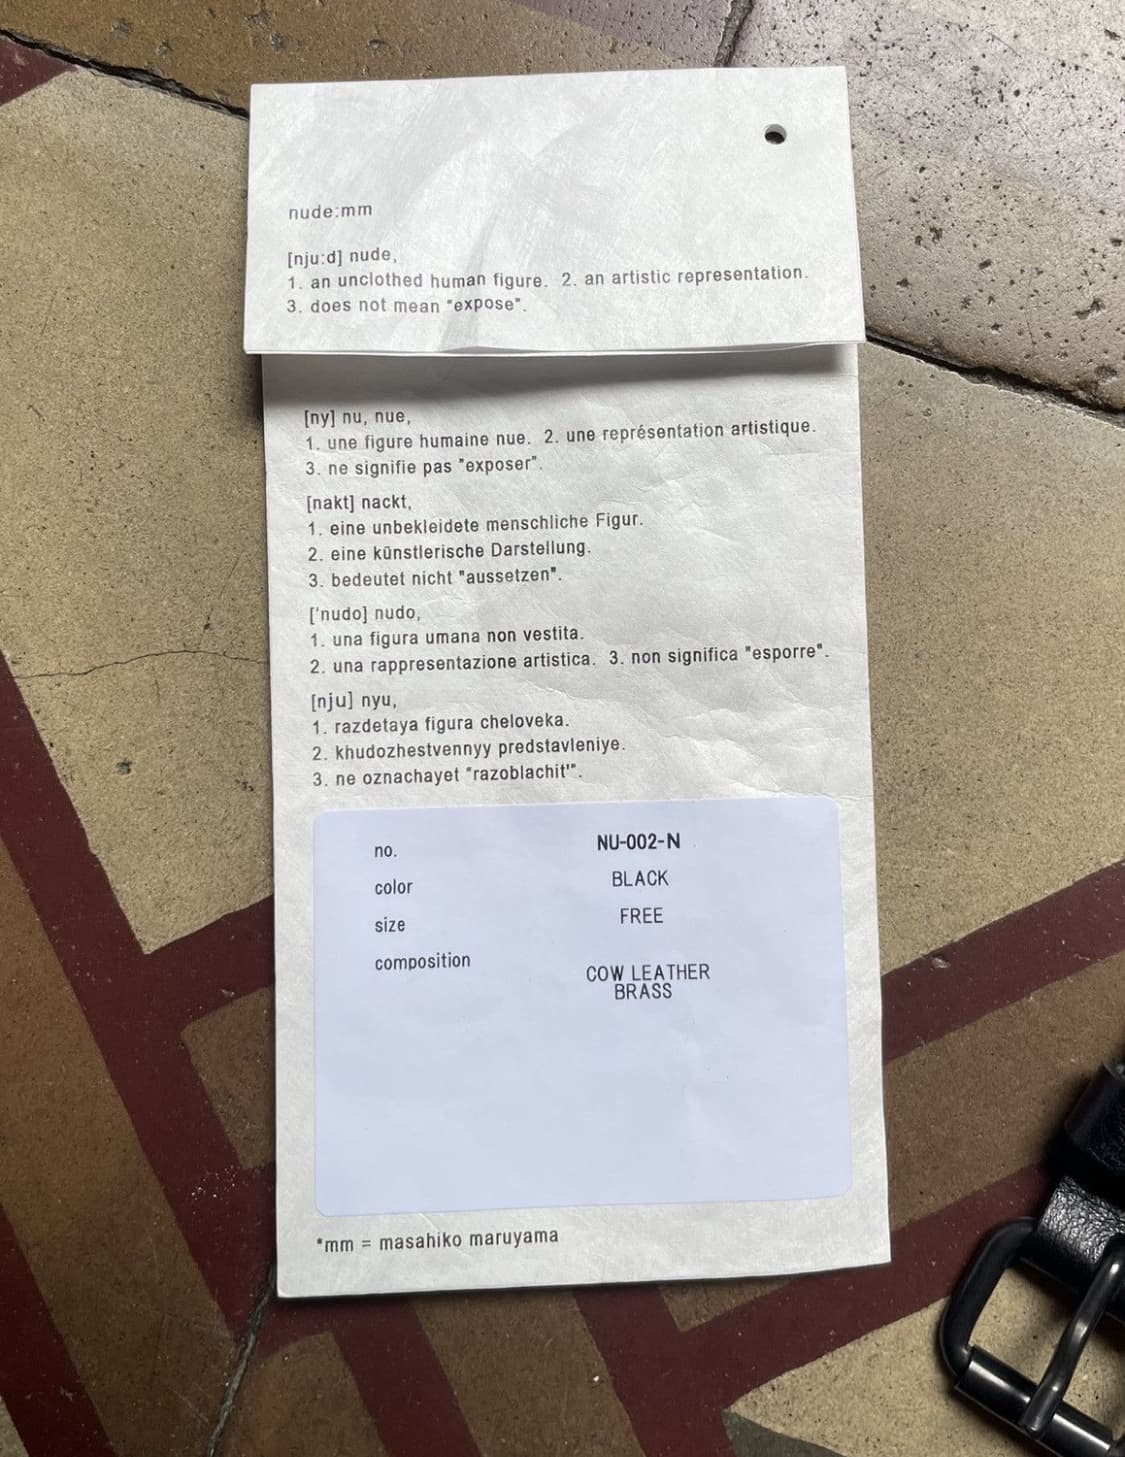 nude:mm
[nju:d] nude,
1. an unclothed human figure. 2. an artistic representation.
3. does not mean "expose".
[ny] nu, nue,
1. une figure humaine nue. 2. une représentation artistique.
3. ne signifie pas "exposer".
[nakt] nackt,
1. eine unbekleidete menschliche Figur.
2. eine künstlerische Darstellung.
3. bedeutet nicht "aussetzen".
['nudo] nudo,
1. una figura umana non vestita.
2. una rappresentazione artistica. 3. non significa "esporre".
[nju] nyu,
1. razdetaya figura cheloveka.
2. khudozhestvennyy predstavleniye.
3. ne oznachayet "razoblachit'".
no. NU-002-N
color BLACK
size FREE
composition
COW LEATHER
BRASS
*mm = masahiko maruyama